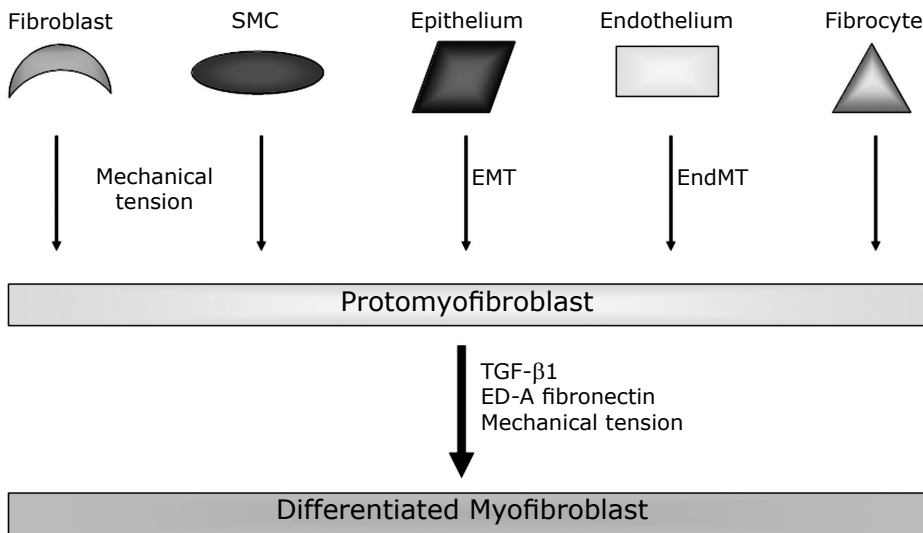 Fibroblast
SMC
Epithelium
Endothelium
Fibrocyte
Mechanical
tension
EMT
EndMT
Protomyofibroblast
TGF-β1
ED-A fibronectin
Mechanical tension
Differentiated Myofibroblast